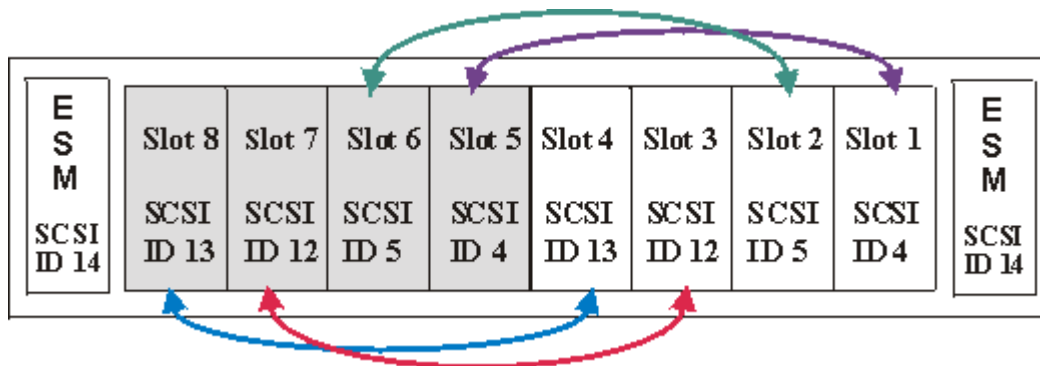 E
S
M
SCSI
ID 14
Slot 8
SCSI
ID 13
Slot 7
SCSI
ID 12
Slot 6
SCSI
ID 5
Slot 5
SCSI
ID 4
Slot 4
SCSI
ID 13
Slot 3
SCSI
ID 12
Slot 2
SCSI
ID 5
Slot 1
SCSI
ID 4
E
S
M
SCSI
ID 14